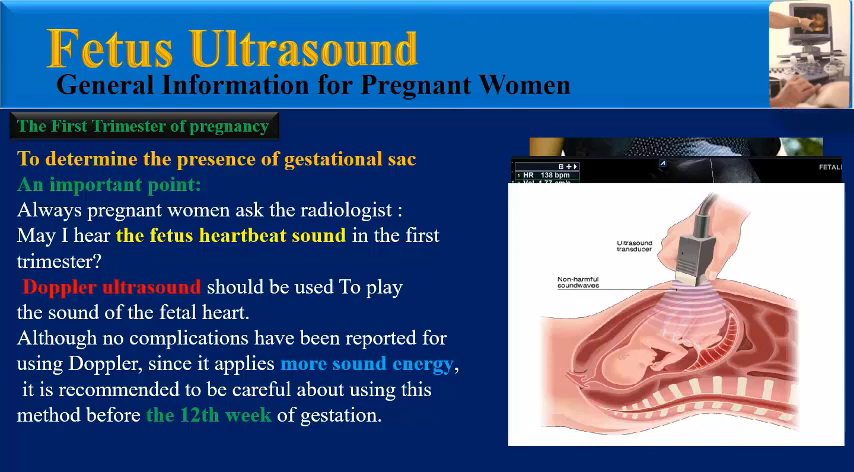 Fetus Ultrasound
General Information for Pregnant Women
The First Trimester of pregnancy
To determine the presence of gestational sac
An important point:
Always pregnant women ask the radiologist :
May I hear the fetus heartbeat sound in the first
trimester?
Doppler ultrasound should be used To play
the sound of the fetal heart.
Although no complications have been reported for
using Doppler, since it applies more sound energy,
it is recommended to be careful about using this
method before the 12th week of gestation.
HR 138 bpm
FETAL
Ultrasound
transducer
Non-harmful
soundwaves